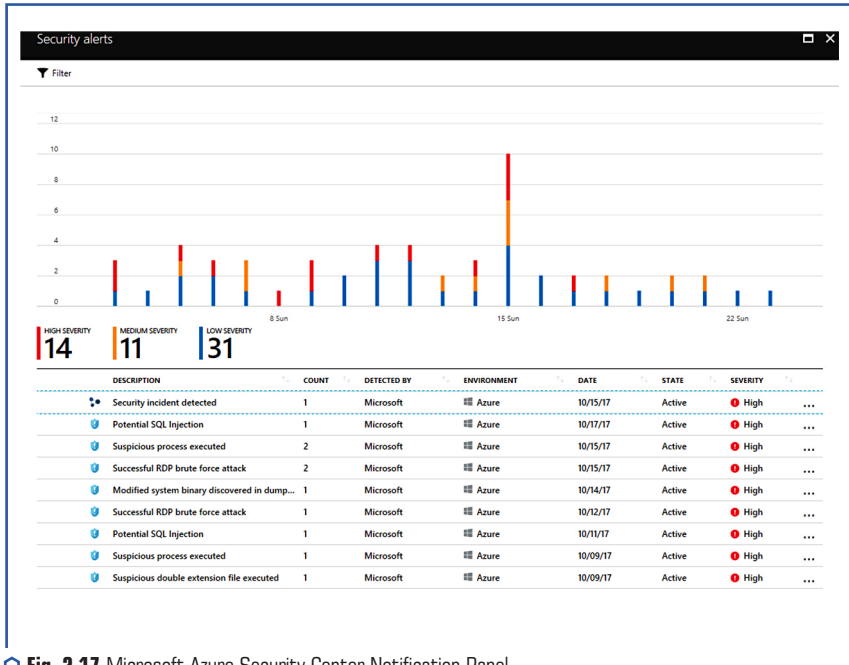 Security alerts
Filter
12
10
8
6
4
2
0
8 Sun
15 Sun
22 Sun
HIGH SEVERITY
14
MEDIUM SEVERITY
11
LOW SEVERITY
31
DESCRIPTION COUNT DETECTED BY ENVIRONMENT DATE STATE SEVERITY
Security incident detected 1 Microsoft Azure 10/15/17 Active High ...
Potential SQL Injection 1 Microsoft Azure 10/17/17 Active High ...
Suspicious process executed 2 Microsoft Azure 10/15/17 Active High ...
Successful RDP brute force attack 2 Microsoft Azure 10/15/17 Active High ...
Modified system binary discovered in dump... 1 Microsoft Azure 10/14/17 Active High ...
Successful RDP brute force attack 1 Microsoft Azure 10/12/17 Active High ...
Potential SQL Injection 1 Microsoft Azure 10/11/17 Active High ...
Suspicious process executed 1 Microsoft Azure 10/09/17 Active High ...
Suspicious double extension file executed 1 Microsoft Azure 10/09/17 Active High ...
Fig. 2.17 Microsoft Azure Security Center Notification Panel